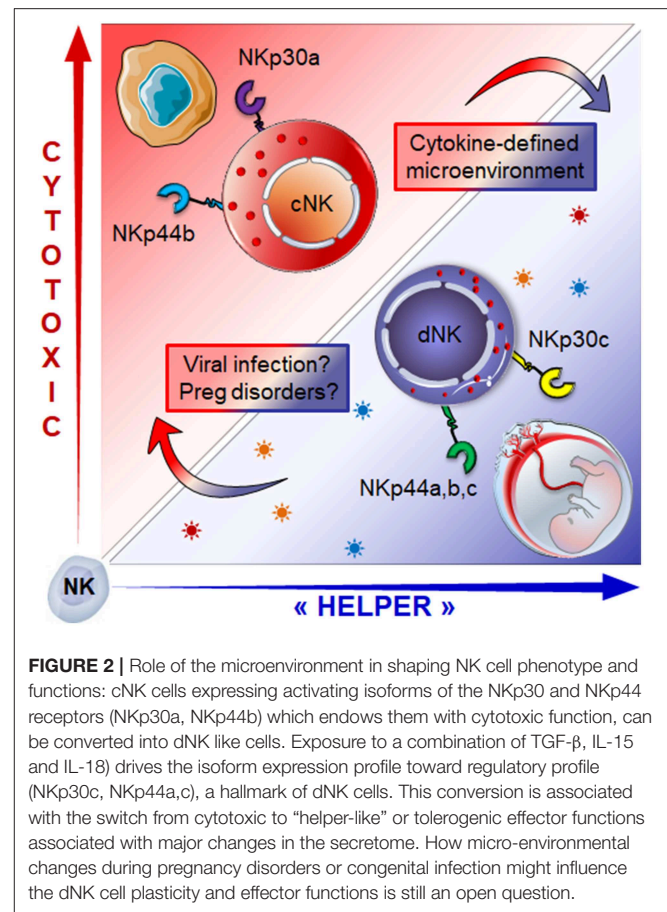 CYTOTOXIC
NKp30a
cNK
NKp44b
Cytokine-defined
microenvironment
dNK
NKp30c
Viral infection?
Preg disorders?
NKp44a,b,c
NK
« HELPER »
FIGURE 2 | Role of the microenvironment in shaping NK cell phenotype and
functions: cNK cells expressing activating isoforms of the NKp30 and NKp44
receptors (NKp30a, NKp44b) which endows them with cytotoxic function, can
be converted into dNK like cells. Exposure to a combination of TGF-β, IL-15
and IL-18) drives the isoform expression profile toward regulatory profile
(NKp30c, NKp44a,c), a hallmark of dNK cells. This conversion is associated
with the switch from cytotoxic to “helper-like” or tolerogenic effector functions
associated with major changes in the secretome. How micro-environmental
changes during pregnancy disorders or congenital infection might influence
the dNK cell plasticity and effector functions is still an open question.